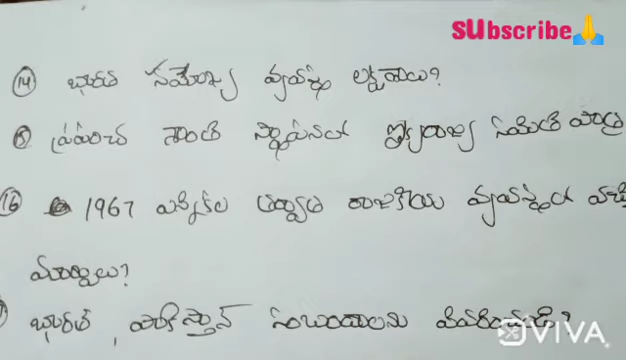 subscribe🙏
14 భారత సమాఖ్య వ్యవస్థ లక్షణాలు?
15 ప్రపంచ శాంతి స్థాపనలో ఐక్యరాజ్య సమితి పాత్ర
16 1967 ఎన్నికల తర్వాత రాజకీయ వ్యవస్థలో వచ్చి
మార్పులు?
భారత్, పాకిస్తాన్ సంబంధాలను వివరించండి?
VIVA